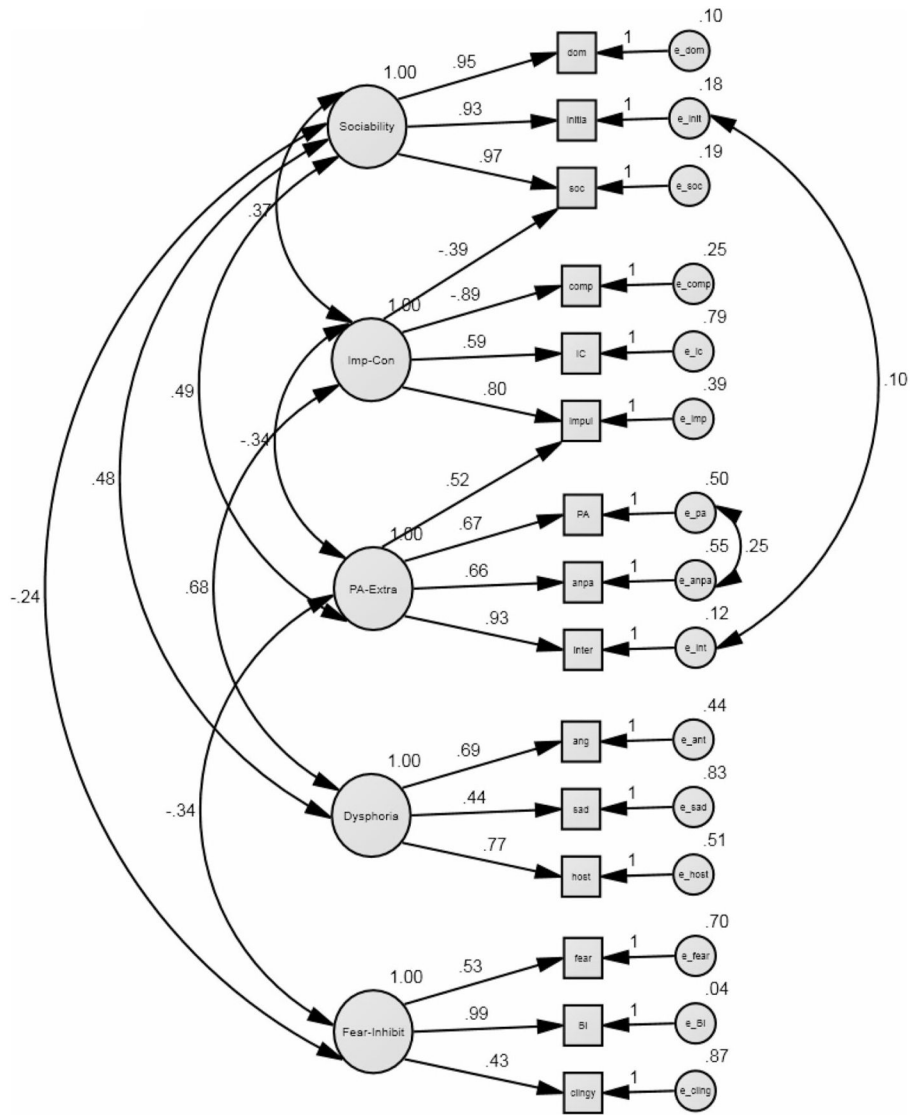 .10
1.00 .95 dom 1 e_dom
.18
Sociability .93 initia 1 e_init
.19
.97 soc 1 e_soc
.37
-.39 .25
1.00 -.89 comp 1 e_comp
.79
Imp-Con .59 IC 1 e_ic
.39 .10
.49 .80 impul 1 e_imp
-.34
.48 .52 .50
1.00 .67 PA 1 e_pa
.55 .25
.68 PA-Extra .66 anpa 1 e_anpa
-.24 .12
.93 Inter 1 e_int
.44
1.00 .69 ang 1 e_ant
.83
-.34 Dysphoria .44 sad 1 e_sad
.51
.77 host 1 e_host
.70
1.00 .53 fear 1 e_fear
.04
Fear-Inhibit .99 BI 1 e_BI
.87
.43 clingy 1 e_cling